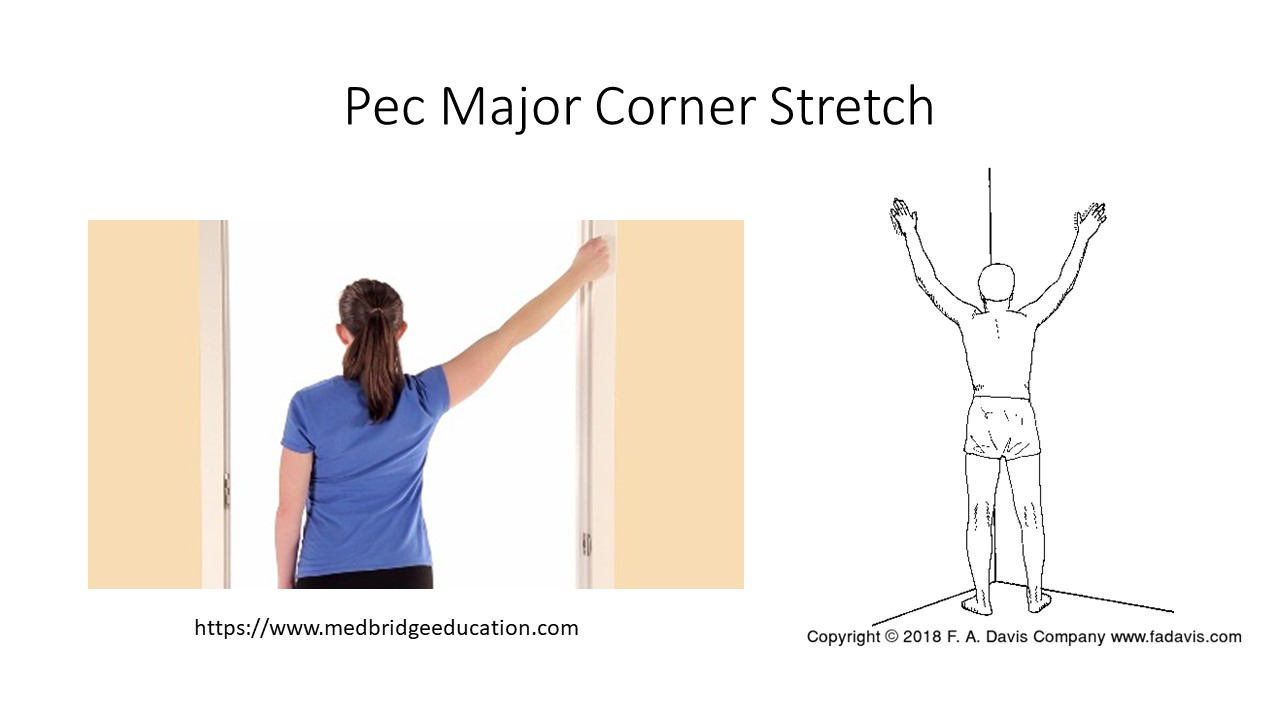 Pec Major Corner Stretch
https://www.medbridgeeducation.com
Copyright © 2018 F. A. Davis Company www.fadavis.com